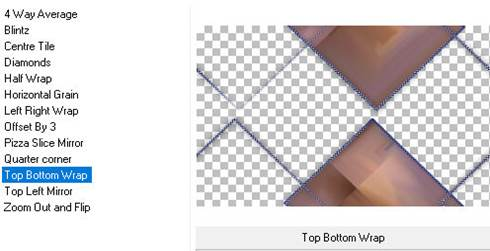 4 Way Average
Blintz
Centre Tile
Diamonds
Half Wrap
Horizontal Grain
Left Right Wrap
Offset By 3
Pizza Slice Mirror
Quarter corner
Top Bottom Wrap
Top Left Mirror
Zoom Out and Flip
Top Bottom Wrap